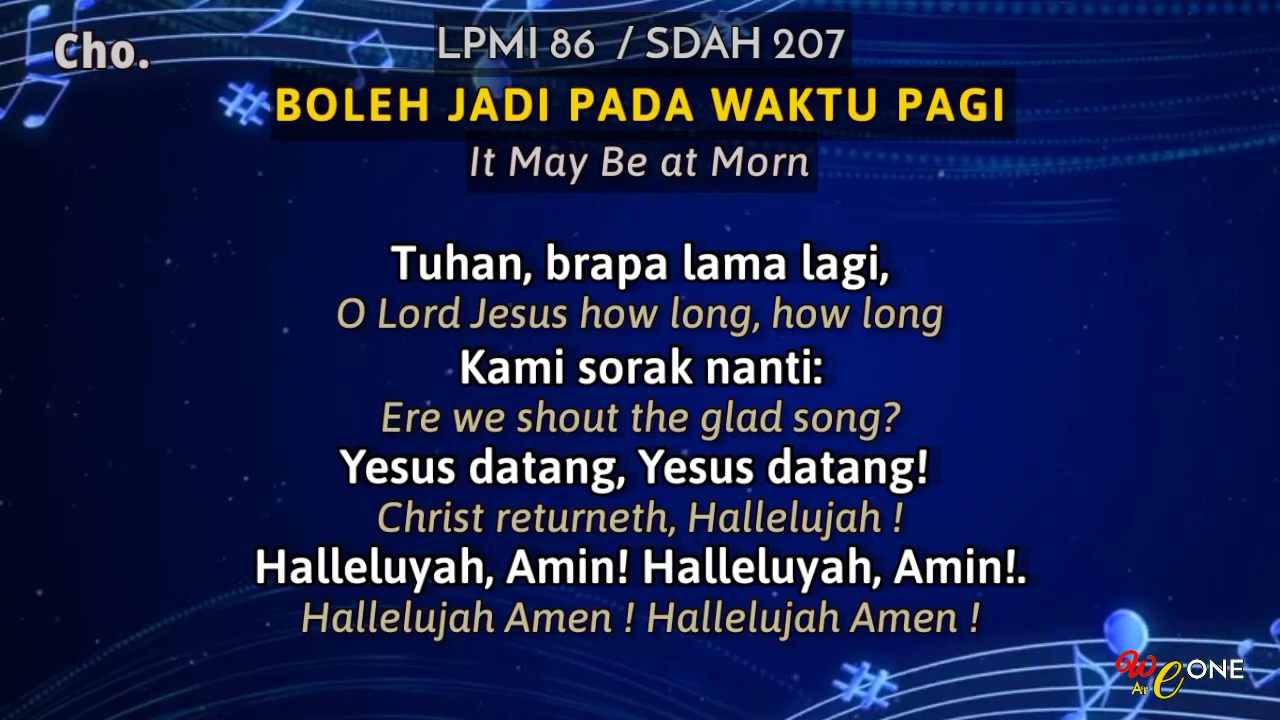 Cho.
LPMI 86 / SDAH 207
BOLEH JADI PADA WAKTU PAGI
It May Be at Morn
Tuhan, brapa lama lagi,
O Lord Jesus how long, how long
Kami sorak nanti:
Ere we shout the glad song?
Yesus datang, Yesus datang!
Christ returneth, Hallelujah !
Halleluyah, Amin! Halleluyah, Amin!.
Hallelujah Amen ! Hallelujah Amen !
We Are ONE